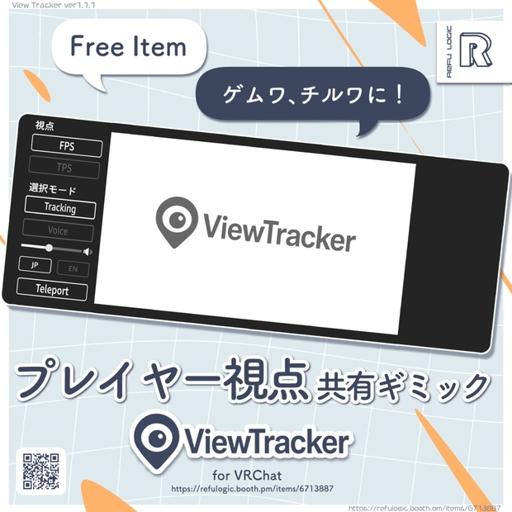 View Tracker ver1.1.1
Free Item
REFU LOGIC
R
ゲムワ、チルワに！
視点
FPS
TPS
選択モード
Tracking
Voice
JP EN
Teleport
ViewTracker
プレイヤー視点 共有ギミック
ViewTracker
for VRChat
https://refulogic.booth.pm/items/6713887
https://refulogic.booth.pm/items/6713887